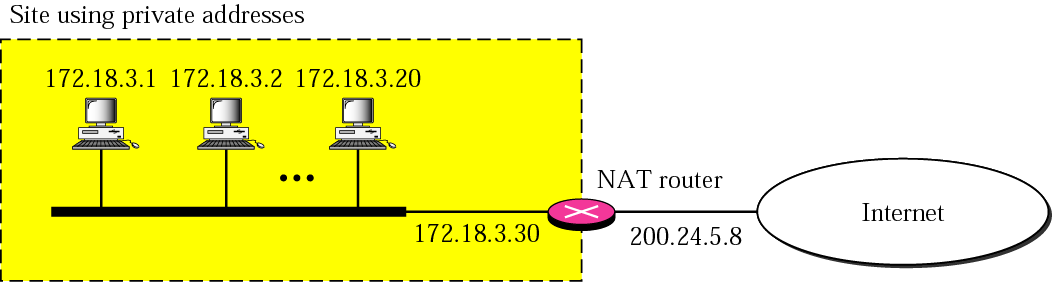 Site using private addresses
172.18.3.1 172.18.3.2 172.18.3.20
NAT router
Internet
172.18.3.30
200.24.5.8